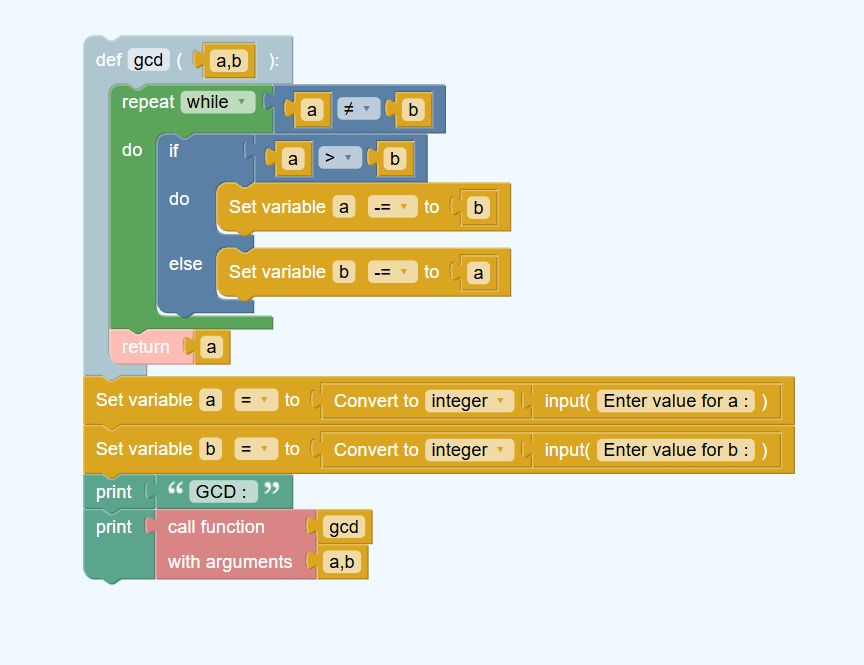 def gcd ( a,b ):
repeat while a ≠ b
do if a > b
do Set variable a -= to b
else Set variable b -= to a
return a
Set variable a = to Convert to integer input( Enter value for a : )
Set variable b = to Convert to integer input( Enter value for b : )
print “ GCD : ”
print call function gcd
with arguments a,b